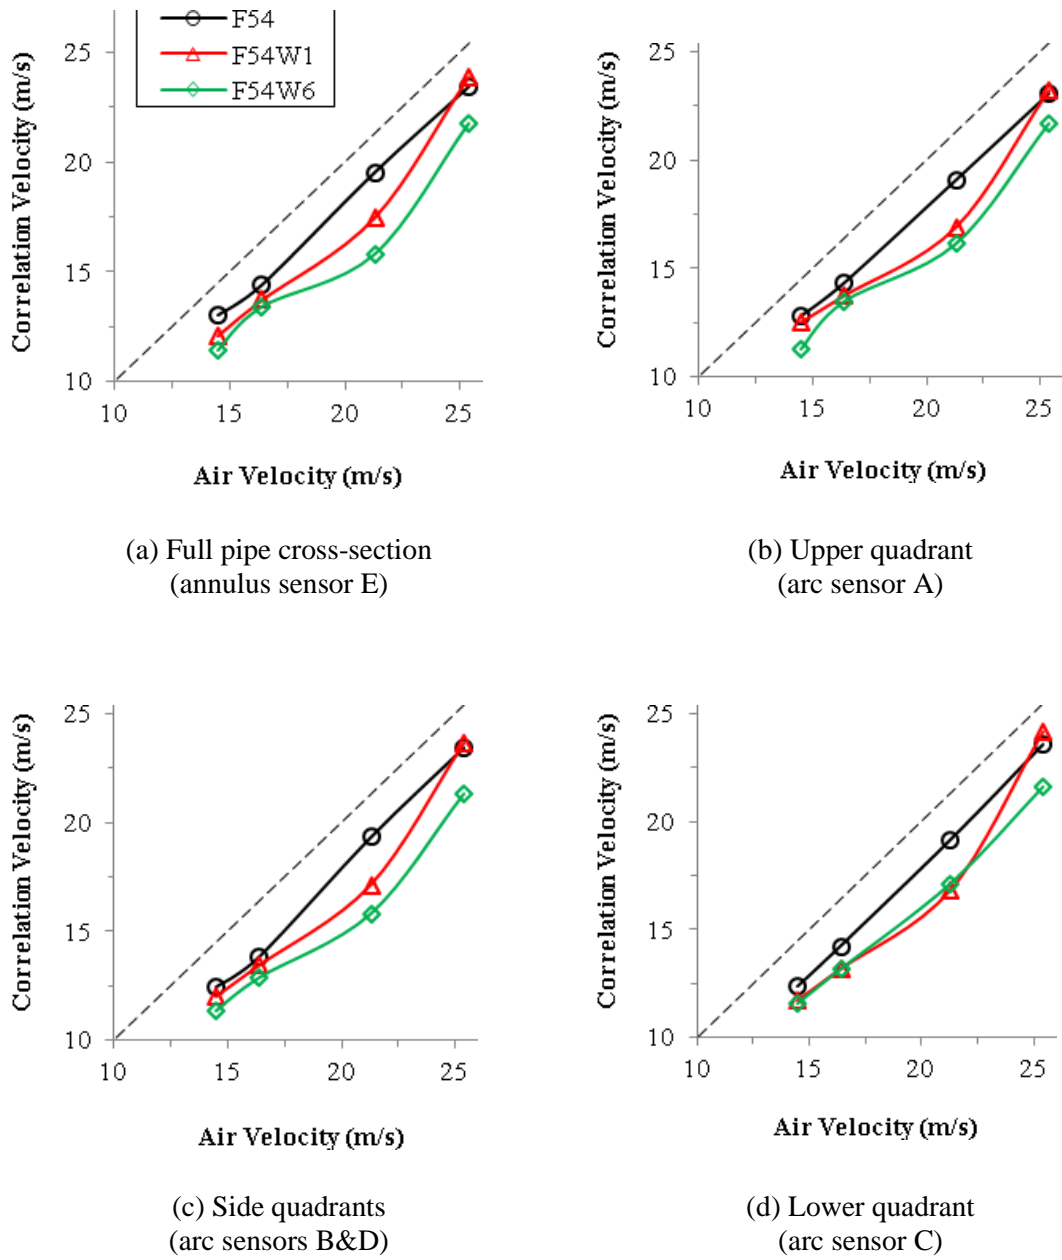 F54
F54W1
F54W6
Correlation Velocity (m/s)
25
20
15
10
10 15 20 25
Air Velocity (m/s)
(a) Full pipe cross-section
(annulus sensor E)
Correlation Velocity (m/s)
25
20
15
10
10 15 20 25
Air Velocity (m/s)
(b) Upper quadrant
(arc sensor A)
Correlation Velocity (m/s)
25
20
15
10
10 15 20 25
Air Velocity (m/s)
(c) Side quadrants
(arc sensors B&D)
Correlation Velocity (m/s)
25
20
15
10
10 15 20 25
Air Velocity (m/s)
(d) Lower quadrant
(arc sensor C)